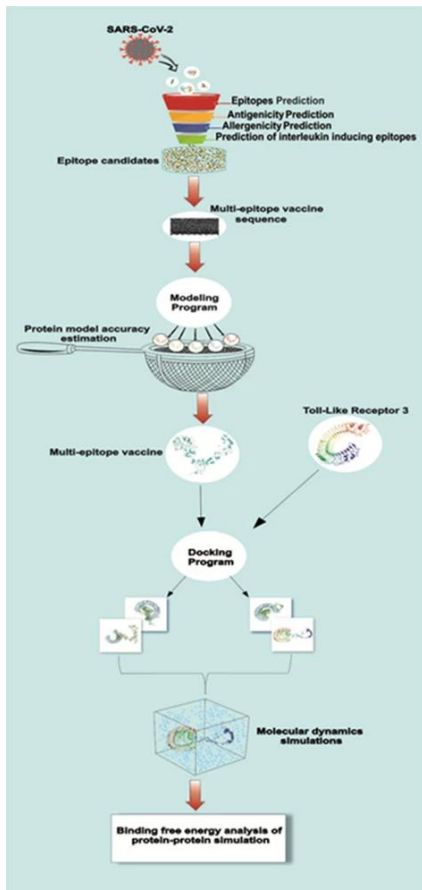 SARS-CoV-2
Epitopes Prediction
Antigenicity Prediction
Allergenicity Prediction
Prediction of interleukin inducing epitopes
Epitope candidates
Multi-epitope vaccine
sequence
Modeling
Program
Protein model accuracy
estimation
Toll-Like Receptor 3
Multi-epitope vaccine
Docking
Program
Molecular dynamics
simulations
Binding free energy analysis of
protein-protein simulation